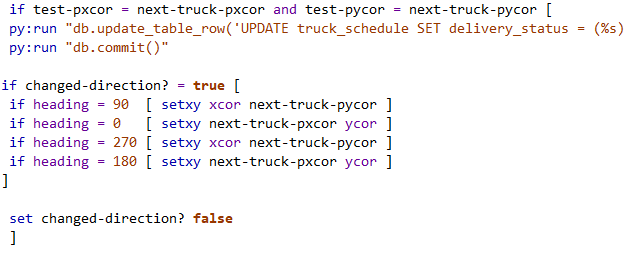 if test-pxcor = next-truck-pxcor and test-pycor = next-truck-pycor [
py:run "db.update_table_row('UPDATE truck_schedule SET delivery_status = (%s)
py:run "db.commit()"
if changed-direction? = true [
if heading = 90 [ setxy xcor next-truck-pycor ]
if heading = 0 [ setxy next-truck-pxcor ycor ]
if heading = 270 [ setxy xcor next-truck-pycor ]
if heading = 180 [ setxy next-truck-pxcor ycor ]
]
set changed-direction? false
]